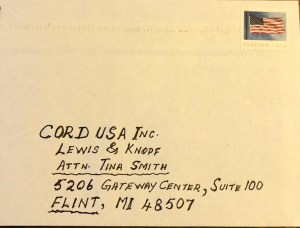 CORD USA INC.
LEWIS & KNOPF
ATTN. TINA SMITH
5206 GATEWAY CENTER, SUITE 100
FLINT, MI 48507